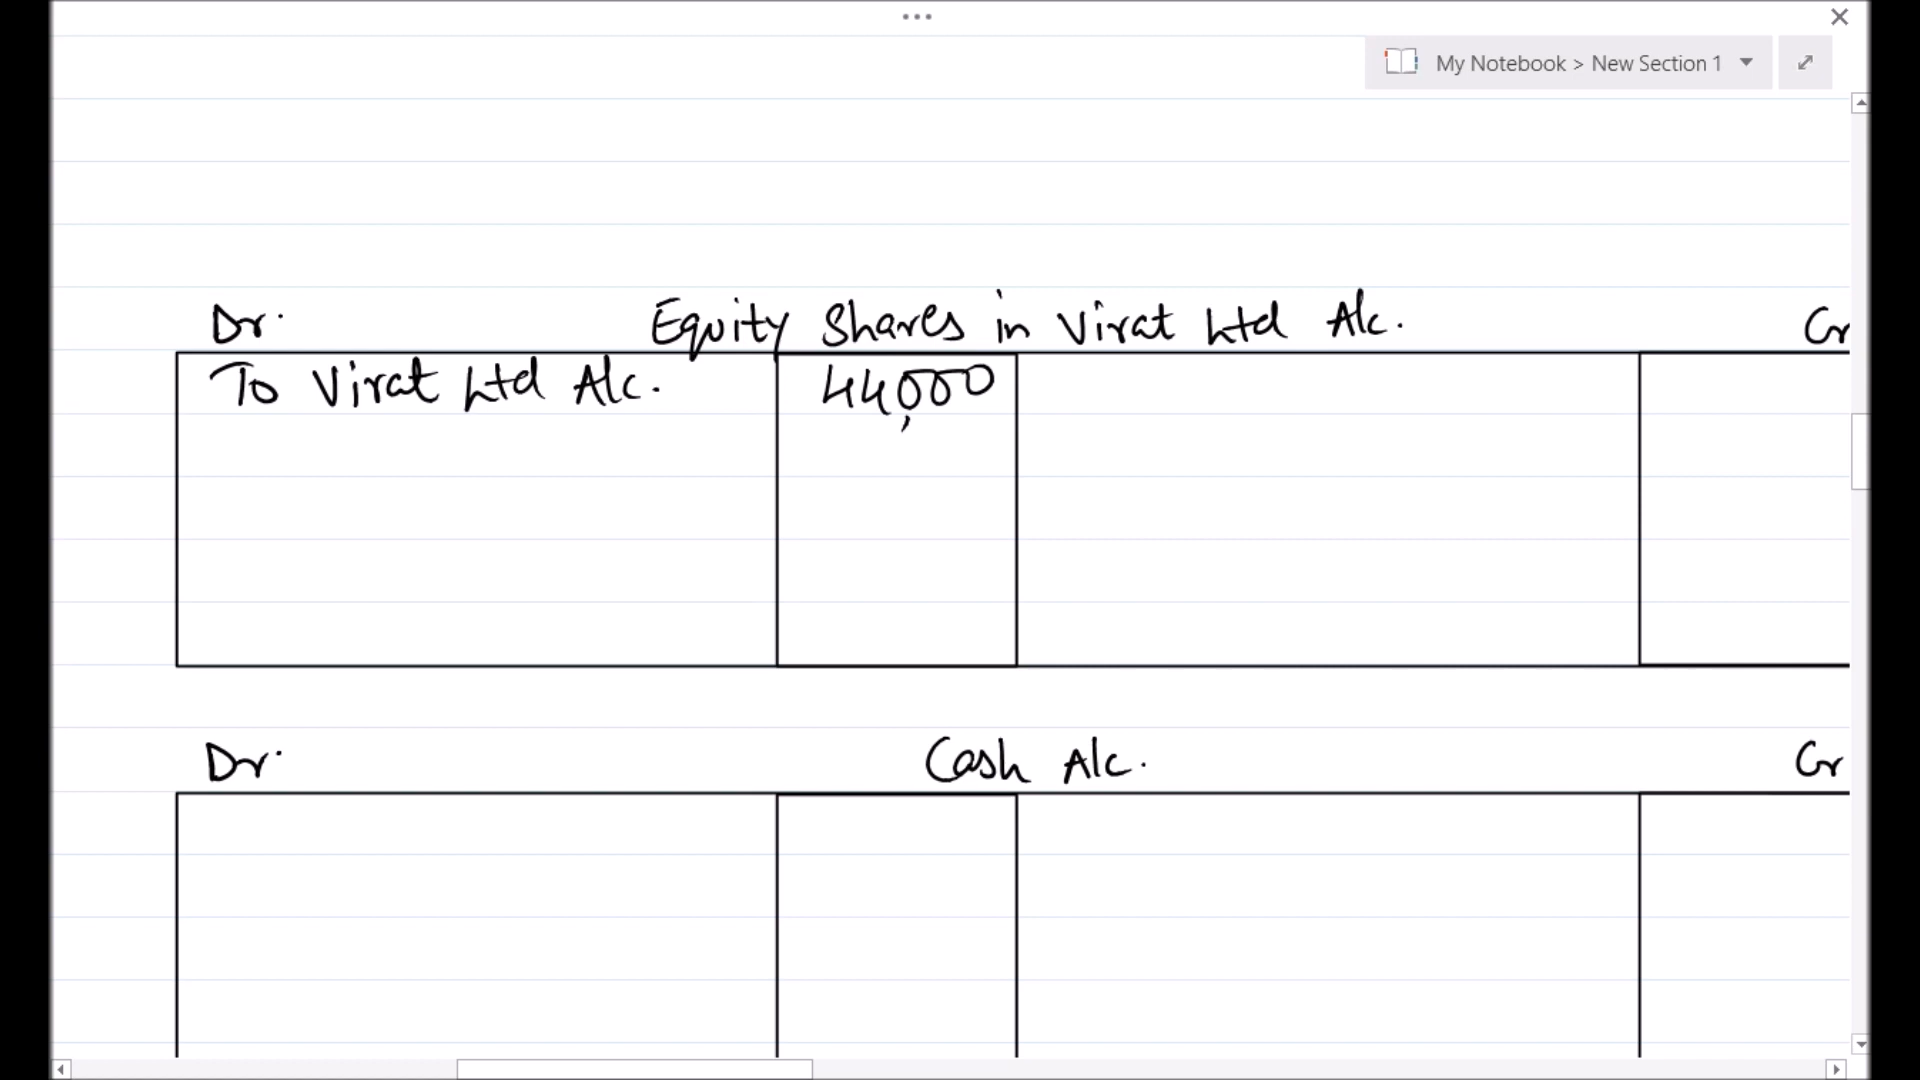 My Notebook > New Section 1
Dr. Equity Shares in Virat Ltd A/c. Cr
To Virat Ltd A/c. 44,000
Dr. Cash A/c. Cr